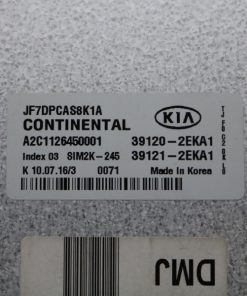 JF7DPCAS8K1A
KIA
CONTINENTAL
A2C1126450001 39120-2EKA1
Index 03 SIM2K-245 39121-2EKA1
K 10.07.16/3 0071 Made in Korea
DMJ